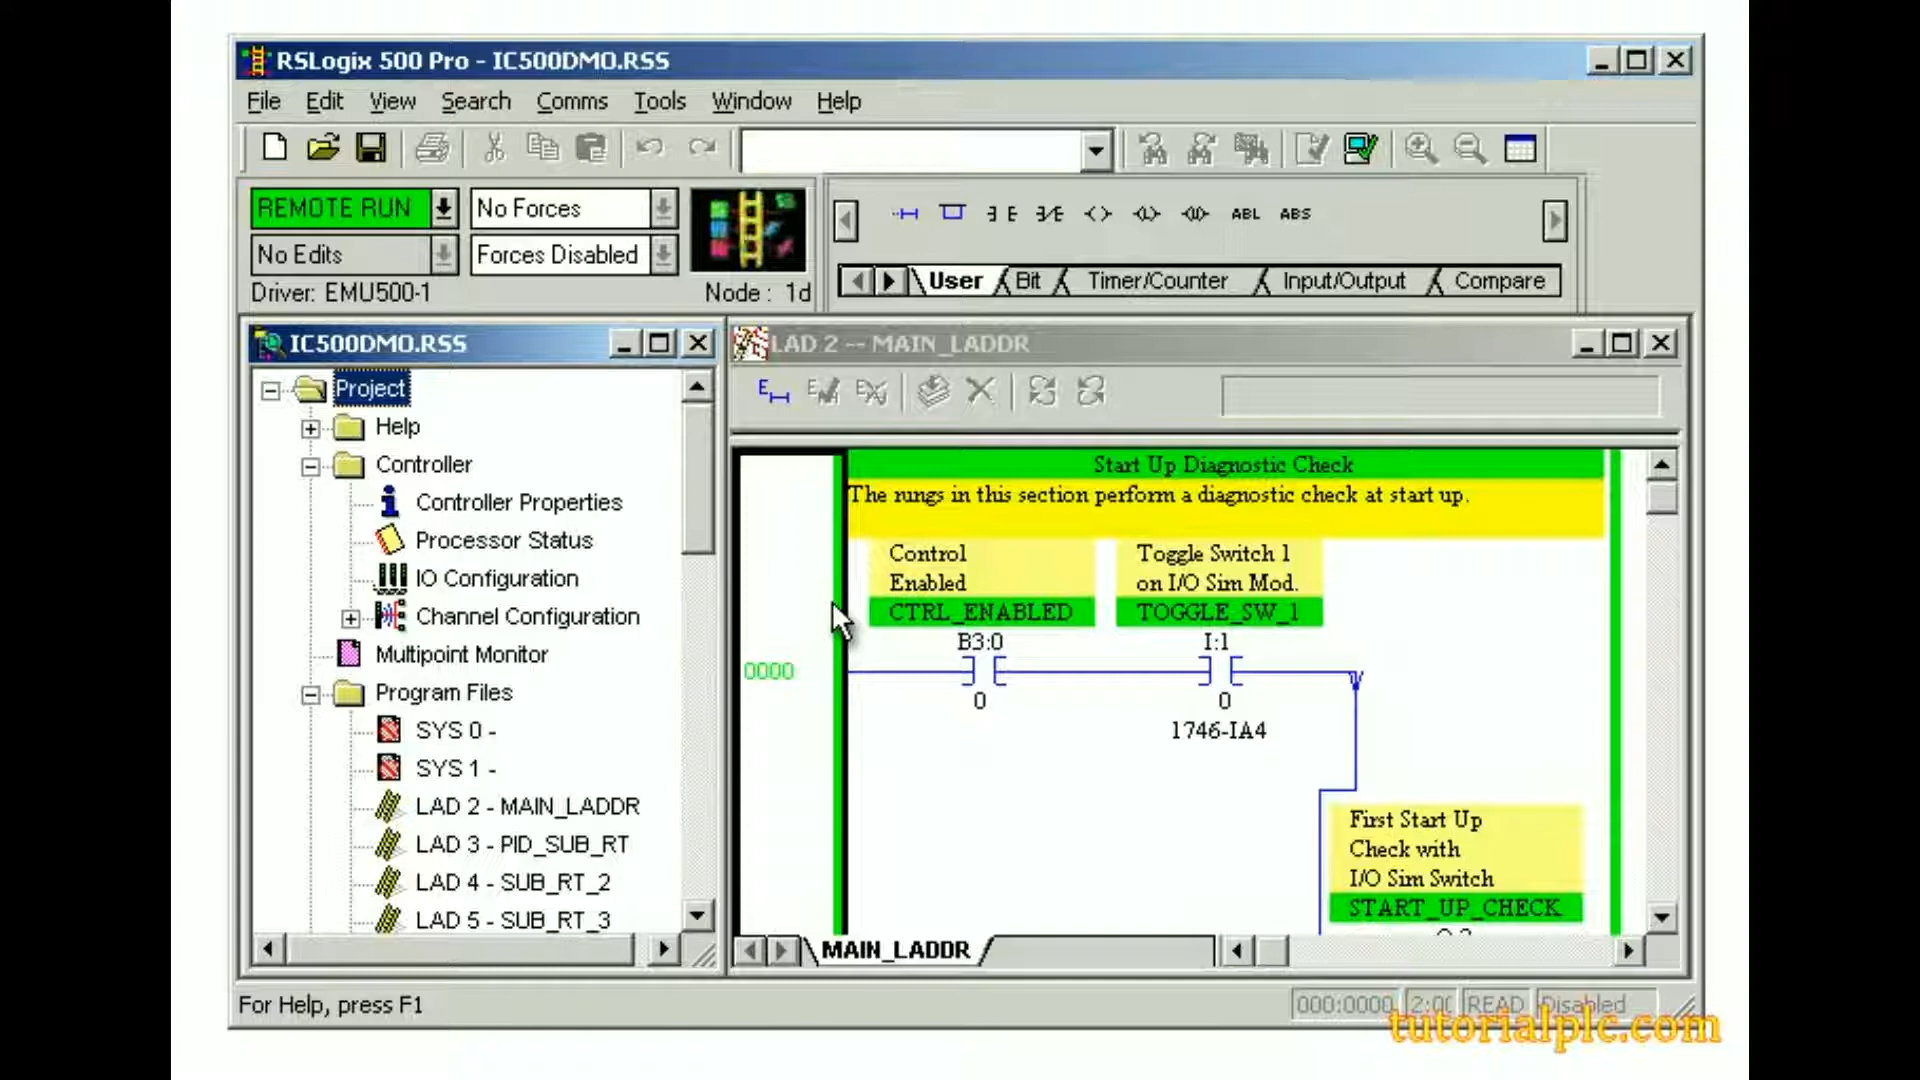 RSLogix 500 Pro - IC500DMO.RSS
File Edit View Search Comms Tools Window Help
REMOTE RUN No Forces
No Edits Forces Disabled
Driver: EMU500-1 Node : 1d
ABL ABS
User Bit Timer/Counter Input/Output Compare
IC500DMO.RSS
Project
Help
Controller
Controller Properties
Processor Status
IO Configuration
Channel Configuration
Multipoint Monitor
Program Files
SYS 0 -
SYS 1 -
LAD 2 - MAIN_LADDR
LAD 3 - PID_SUB_RT
LAD 4 - SUB_RT_2
LAD 5 - SUB_RT_3
LAD 2 -- MAIN_LADDR
Start Up Diagnostic Check
The rungs in this section perform a diagnostic check at start up.
Control
Enabled
CTRL_ENABLED
B3:0
0
Toggle Switch 1
on I/O Sim Mod.
TOGGLE_SW_1
I:1
0
1746-IA4
0000
First Start Up
Check with
I/O Sim Switch
START_UP_CHECK
MAIN_LADDR
For Help, press F1
000:0000 2:00 READ Disabled
tutorialplc.com